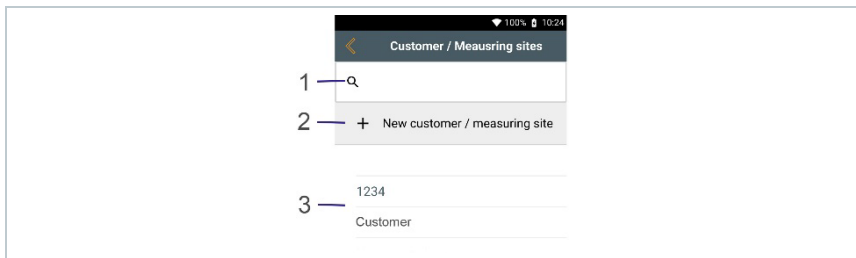 100% 10:24
Customer / Meausring sites
1
2
+ New customer / measuring site
3
1234
Customer